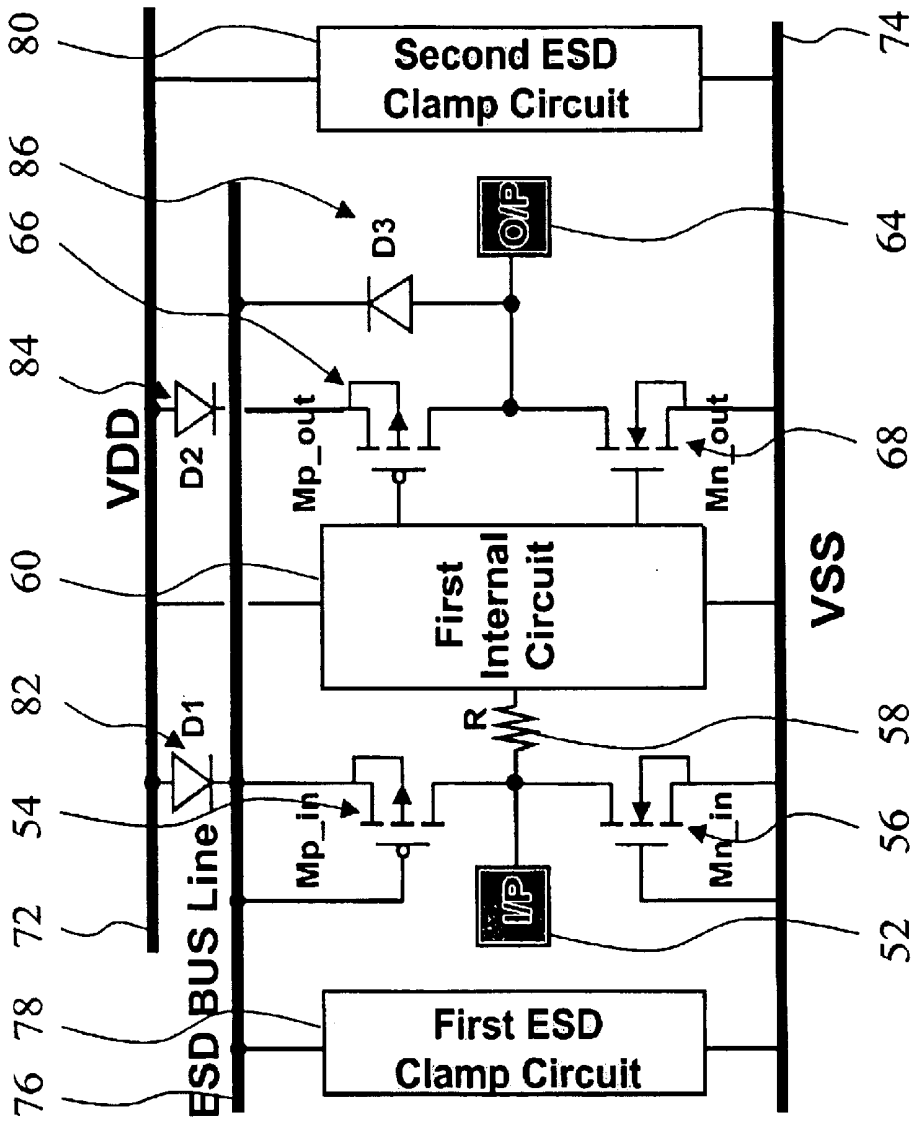 80
86
66
84
60
82
54
72
78
76
VDD
ESD BUS Line
D1
D2
D3
Second ESD
Clamp Circuit
First ESD
Clamp Circuit
First
Internal
Circuit
Mp_in
Mn_in
Mp_out
Mn_out
R
I/P
O/P
VSS
74
64
68
58
56
52